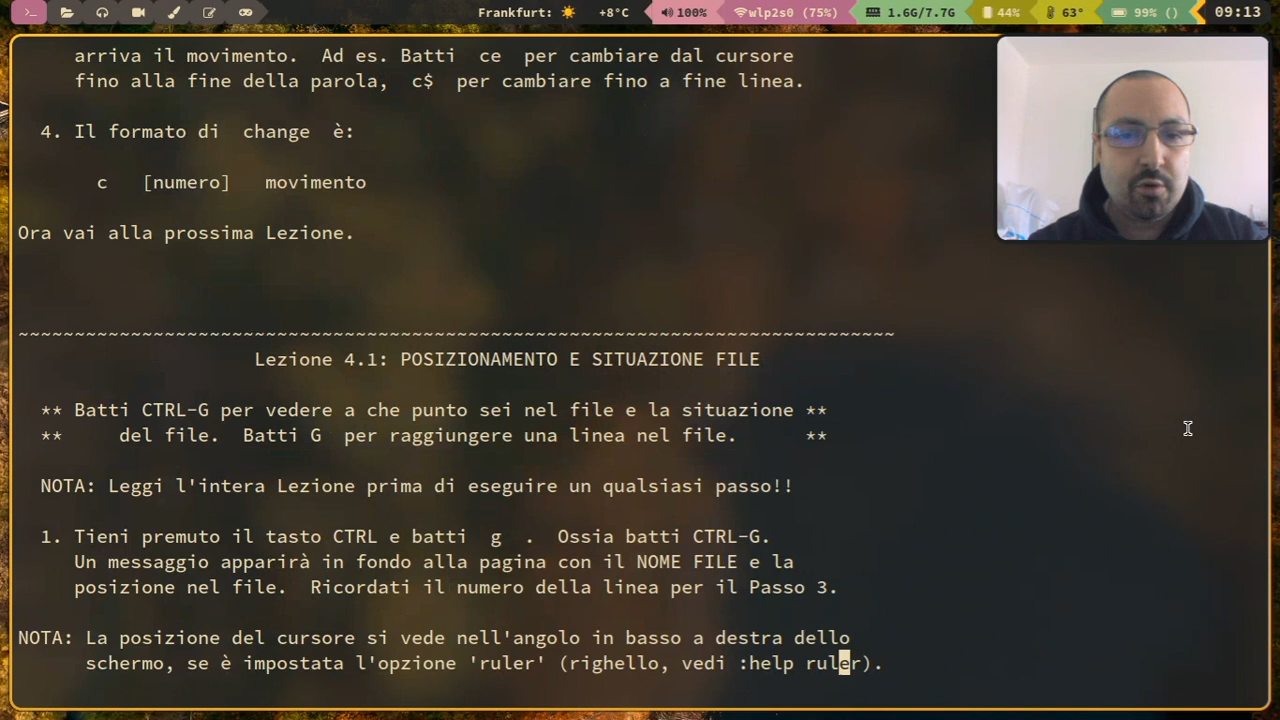 Frankfurt: +8°C 100% wlp2s0 (75%) 1.6G/7.7G 44% 63° 99% () 09:13
arriva il movimento. Ad es. Batti ce per cambiare dal cursore
fino alla fine della parola, c$ per cambiare fino a fine linea.
4. Il formato di change è:
c [numero] movimento
Ora vai alla prossima Lezione.
~~~~~~~~~~~~~~~~~~~~~~~~~~~~~~~~~~~~~~~~~~~~~~~~~~~~~~~~~~~~~~~~~~~~~~~~~~~~~~
Lezione 4.1: POSIZIONAMENTO E SITUAZIONE FILE
** Batti CTRL-G per vedere a che punto sei nel file e la situazione **
** del file. Batti G per raggiungere una linea nel file. **
NOTA: Leggi l'intera Lezione prima di eseguire un qualsiasi passo!!
1. Tieni premuto il tasto CTRL e batti g . Ossia batti CTRL-G.
Un messaggio apparirà in fondo alla pagina con il NOME FILE e la
posizione nel file. Ricordati il numero della linea per il Passo 3.
NOTA: La posizione del cursore si vede nell'angolo in basso a destra dello
schermo, se è impostata l'opzione 'ruler' (righello, vedi :help ruler).